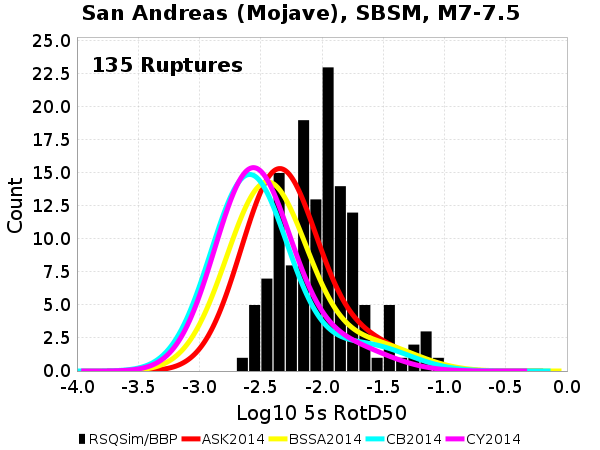 San Andreas (Mojave), SBSM, M7-7.5
135 Ruptures
25.0
22.5
20.0
17.5
15.0
12.5
10.0
7.5
5.0
2.5
0.0
Count
-4.0 -3.5 -3.0 -2.5 -2.0 -1.5 -1.0 -0.5 0.0
Log10 5s RotD50
RSQSim/BBP ASK2014 BSSA2014 CB2014 CY2014